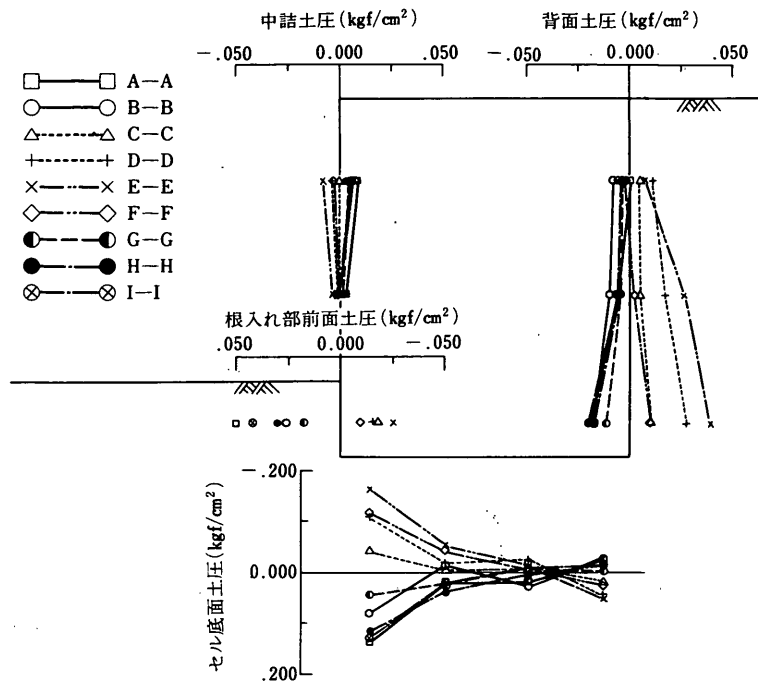 中詰土圧(kgf/cm²)
背面土圧(kgf/cm²)
−.050 0.000 .050
−.050 0.000 0.050
A—A
B—B
C—C
D—D
E—E
F—F
G—G
H—H
I—I
根入れ部前面土圧(kgf/cm²)
.050 0.000 −.050
セル底面土圧(kgf/cm²)
−.200
0.000
.200